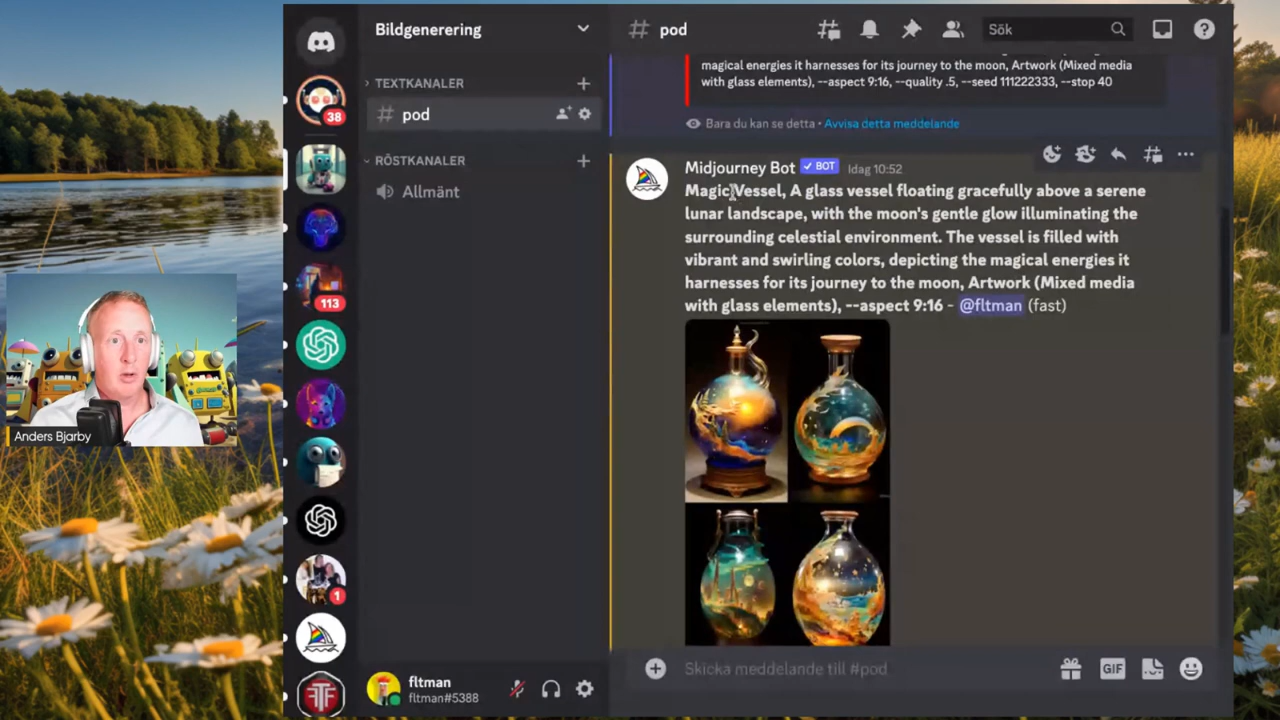 Bildgenerering
# pod
Sök
TEXTKANALER
# pod
RÖSTKANALER
Allmänt
38
113
1
magical energies it harnesses for its journey to the moon, Artwork (Mixed media
with glass elements), --aspect 9:16, --quality .5, --seed 111222333, --stop 40
Bara du kan se detta • Avvisa detta meddelande
Midjourney Bot ✓ BOT Idag 10:52
Magic Vessel, A glass vessel floating gracefully above a serene
lunar landscape, with the moon's gentle glow illuminating the
surrounding celestial environment. The vessel is filled with
vibrant and swirling colors, depicting the magical energies it
harnesses for its journey to the moon, Artwork (Mixed media
with glass elements), --aspect 9:16 - @fltman (fast)
Anders Bjarby
Skicka meddelande till #pod
GIF
fltman
fltman#5388